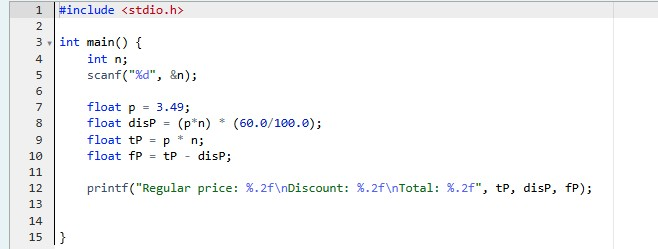 1 #include <stdio.h>
2
3 int main() {
4 int n;
5 scanf("%d", &n);
6
7 float p = 3.49;
8 float disP = (p*n) * (60.0/100.0);
9 float tP = p * n;
10 float fP = tP - disP;
11
12 printf("Regular price: %.2f\nDiscount: %.2f\nTotal: %.2f", tP, disP, fP);
13
14
15 }